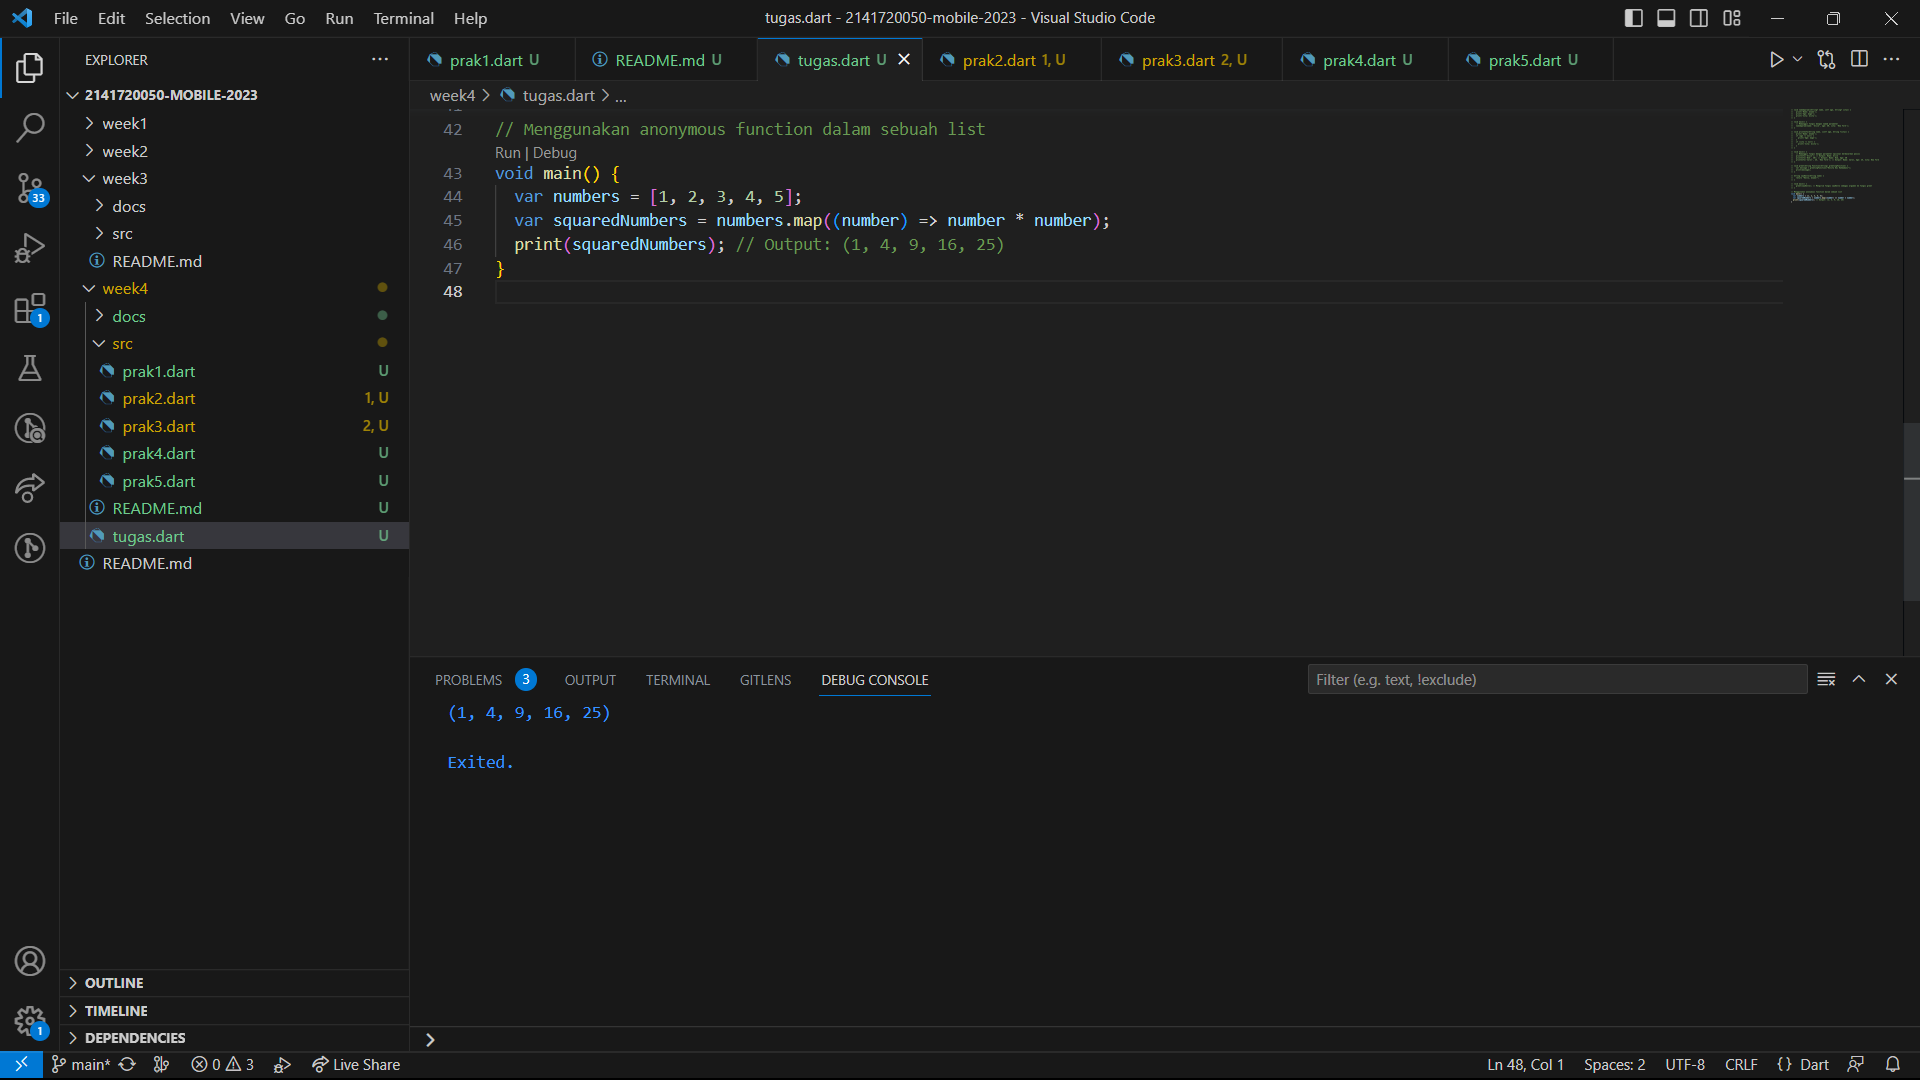 File Edit Selection View Go Run Terminal Help
tugas.dart - 2141720050-mobile-2023 - Visual Studio Code
EXPLORER
2141720050-MOBILE-2023
week1
week2
week3
docs
src
README.md
week4
docs
src
prak1.dart U
prak2.dart 1, U
prak3.dart 2, U
prak4.dart U
prak5.dart U
README.md U
tugas.dart U
README.md
OUTLINE
TIMELINE
DEPENDENCIES
33
1
1
prak1.dart U README.md U tugas.dart U prak2.dart 1, U prak3.dart 2, U prak4.dart U prak5.dart U
week4 > tugas.dart > ...
42 // Menggunakan anonymous function dalam sebuah list
Run | Debug
43 void main() {
44 var numbers = [1, 2, 3, 4, 5];
45 var squaredNumbers = numbers.map((number) => number * number);
46 print(squaredNumbers); // Output: (1, 4, 9, 16, 25)
47 }
48
PROBLEMS 3 OUTPUT TERMINAL GITLENS DEBUG CONSOLE
Filter (e.g. text, !exclude)
(1, 4, 9, 16, 25)
Exited.
main* 0 3 Live Share
Ln 48, Col 1 Spaces: 2 UTF-8 CRLF {} Dart